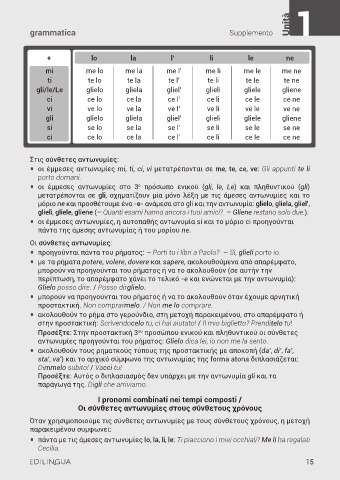 grammatica
Supplemento
Unità 1
+ lo la l' li le ne
mi me lo me la me l' me li me le me ne
ti te lo te la te l' te li te le te ne
gli/le/Le glielo gliela gliel' glieli gliele gliene
ci ce lo ce la ce l' ce li ce le ce ne
vi ve lo ve la ve l' ve li ve le ve ne
gli glielo gliela gliel' glieli gliele gliene
si se lo se la se l' se li se le se ne
ci ce lo ce la ce l' ce li ce le ce ne
Στις σύνθετες αντωνυμίες:
• οι έμμεσες αντωνυμίες mi, ti, ci, vi μετατρέπονται σε me, te, ce, ve: Gli appunti te li
porto domani.
• οι έμμεσες αντωνυμίες στο 3º πρόσωπο ενικού (gli, le, Le) και πληθυντικού (gli)
μετατρέπονται σε gli, σχηματίζουν μία μόνο λέξη με τις άμεσες αντωνυμίες και το
μόριο ne και προσθέτουμε ένα -e- ανάμεσα στο gli και την αντωνυμία: glielo, gliela, gliel',
glieli, gliele, gliene (– Quanti esami hanno ancora i tuoi amici? – Gliene restano solo due.).
• οι έμμεσες αντωνυμίες, η αυτοπαθής αντωνυμία si και το μόριο ci προηγούνται
πάντα της άμεσης αντωνυμίας ή του μορίου ne.
Οι σύνθετες αντωνυμίες:
• προηγούνται πάντα του ρήματος: – Porti tu i libri a Paolo? – Sì, glieli porto io.
• με τα ρήματα potere, volere, dovere και sapere, ακολουθούμενα από απαρέμφατο,
μπορούν να προηγούνται του ρήματος ή να το ακολουθούν (σε αυτήν την
περίπτωση, το απαρέμφατο χάνει το τελικό -e και ενώνεται με την αντωνυμία):
Glielo posso dire. / Posso dirglielo.
• μπορούν να προηγούνται του ρήματος ή να το ακολουθούν όταν έχουμε αρνητική
προστακτική. Non comprarmelo. / Non me lo comprare.
• ακολουθούν το ρήμα στο γερούνδιο, στη μετοχή παρακειμένου, στο απαρέμφατο ή
στην προστακτική: Scrivendocelo tu, ci hai aiutato! / Il mio biglietto? Prenditelo tu!
Προσέξτε: Στην προστακτική 3ου προσώπου ενικού και πληθυντικού οι σύνθετες
αντωνυμίες προηγούνται του ρήματος: Glielo dica lei, io non me la sento.
• ακολουθούν τους ρηματικούς τύπους της προστακτικής με αποκοπή (da', di', fa',
sta', va') και το αρχικό σύμφωνο της αντωνυμίας της forma atona διπλασιάζεται:
Dimmelo subito! / Vacci tu!
Προσέξτε: Αυτός ο διπλασιασμός δεν υπάρχει με την αντωνυμία gli και τα
παράγωγά της. Digli che arrivamo.
I pronomi combinati nei tempi composti /
Οι σύνθετες αντωνυμίες στους σύνθετους χρόνους
Όταν χρησιμοποιούμε τις σύνθετες αντωνυμίες με τους σύνθετους χρόνους, η μετοχή
παρακειμένου συμφωνεί:
• πάντα με τις άμεσες αντωνυμίες lo, la, li, le: Ti piacciono i miei occhiali? Me li ha regalati
Cecilia.
EDILINGUA
15